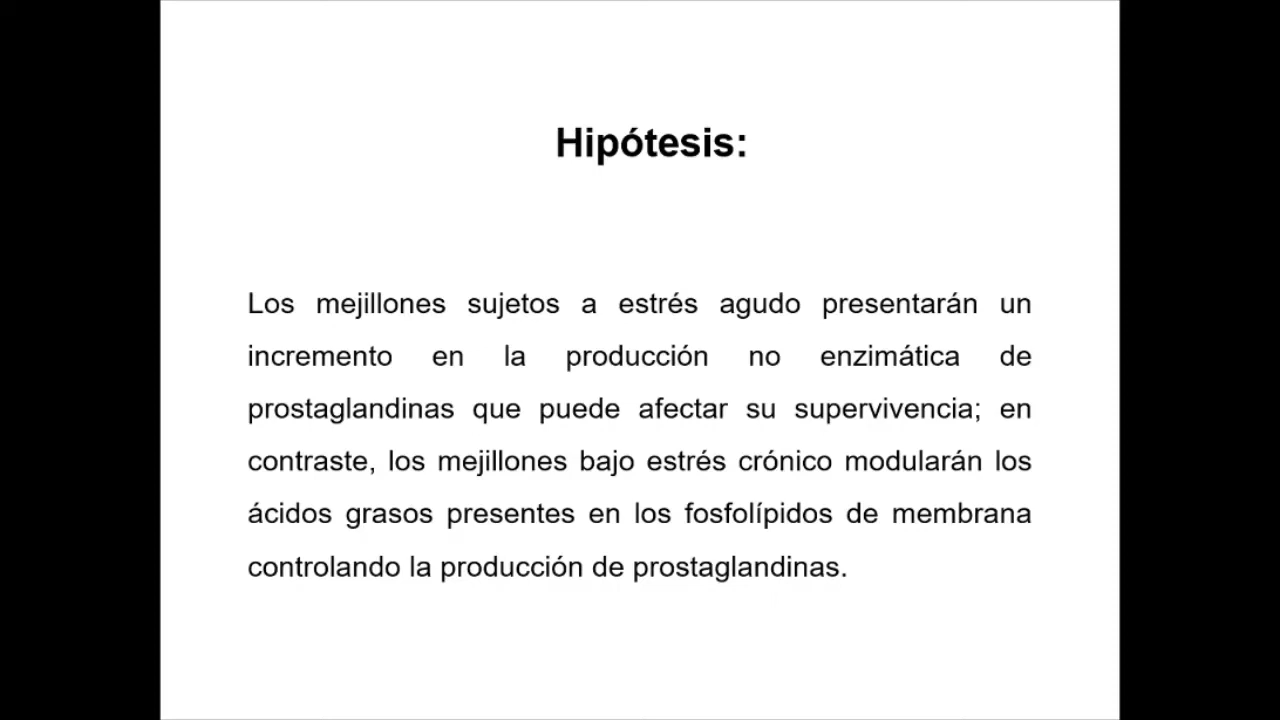 Hipótesis:
Los mejillones sujetos a estrés agudo presentarán un
incremento en la producción no enzimática de
prostaglandinas que puede afectar su supervivencia; en
contraste, los mejillones bajo estrés crónico modularán los
ácidos grasos presentes en los fosfolípidos de membrana
controlando la producción de prostaglandinas.